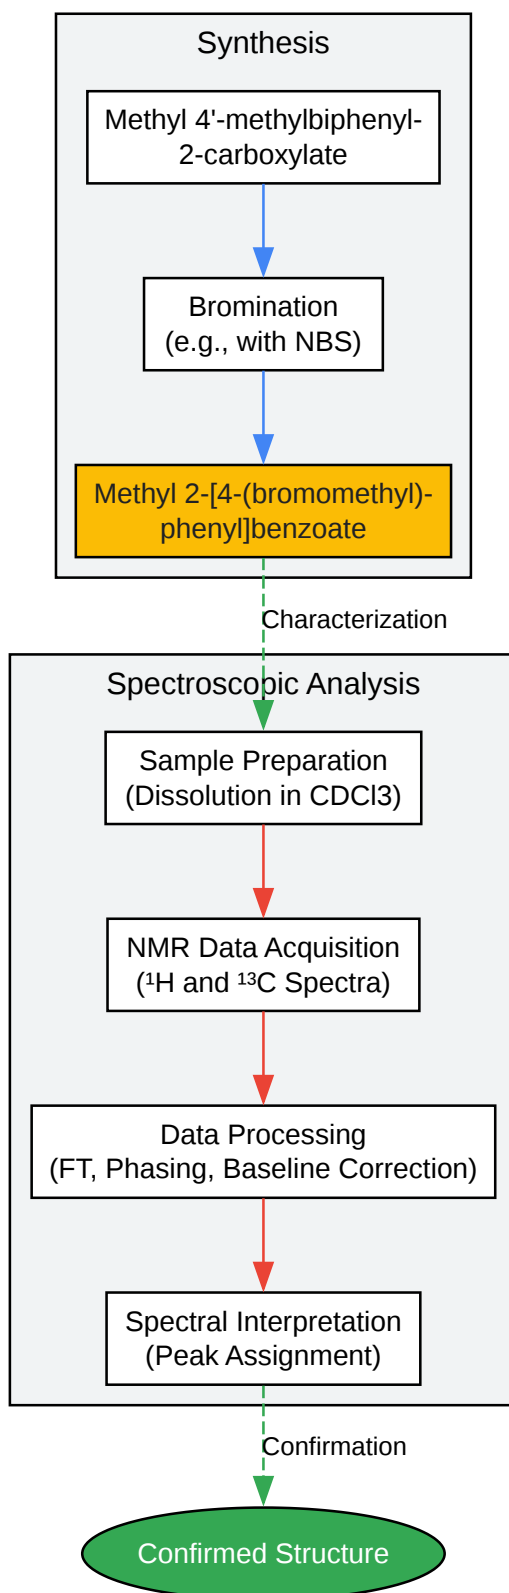 Synthesis
Methyl 4'-methylbiphenyl-
2-carboxylate
Bromination
(e.g., with NBS)
Methyl 2-[4-(bromomethyl)-
phenyl]benzoate
Characterization
Spectroscopic Analysis
Sample Preparation
(Dissolution in CDCl3)
NMR Data Acquisition
(¹H and ¹³C Spectra)
Data Processing
(FT, Phasing, Baseline Correction)
Spectral Interpretation
(Peak Assignment)
Confirmation
Confirmed Structure